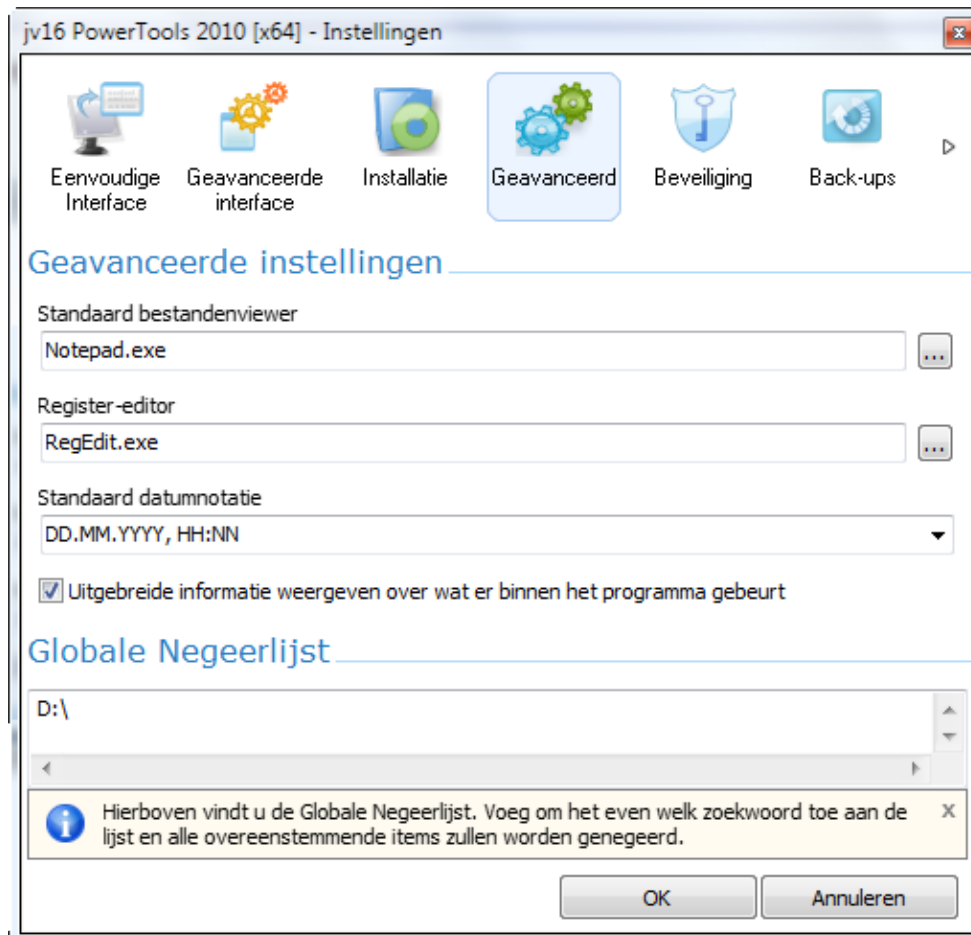 jv16 PowerTools 2010 [x64] - Instellingen
Eenvoudige Interface
Geavanceerde interface
Installatie
Geavanceerd
Beveiliging
Back-ups
Geavanceerde instellingen
Standaard bestandenviewer
Notepad.exe
...
Register-editor
RegEdit.exe
...
Standaard datumnotatie
DD.MM.YYYY, HH:NN
Uitgebreide informatie weergeven over wat er binnen het programma gebeurt
Globale Negeerlijst
D:\
Hierboven vindt u de Globale Negeerlijst. Voeg om het even welk zoekwoord toe aan de
lijst en alle overeenstemmende items zullen worden genegeerd.
OK
Annuleren